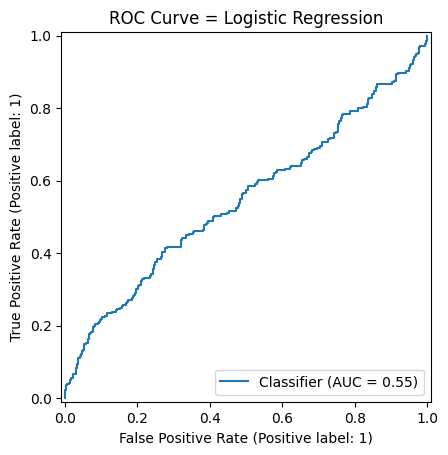 ROC Curve = Logistic Regression
True Positive Rate (Positive label: 1)
1.0
0.8
0.6
0.4
0.2
0.0
Classifier (AUC = 0.55)
0.0 0.2 0.4 0.6 0.8 1.0
False Positive Rate (Positive label: 1)